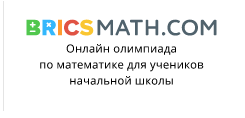 BRICSMATH.COM
Онлайн олимпиада
по математике для учеников
начальной школы